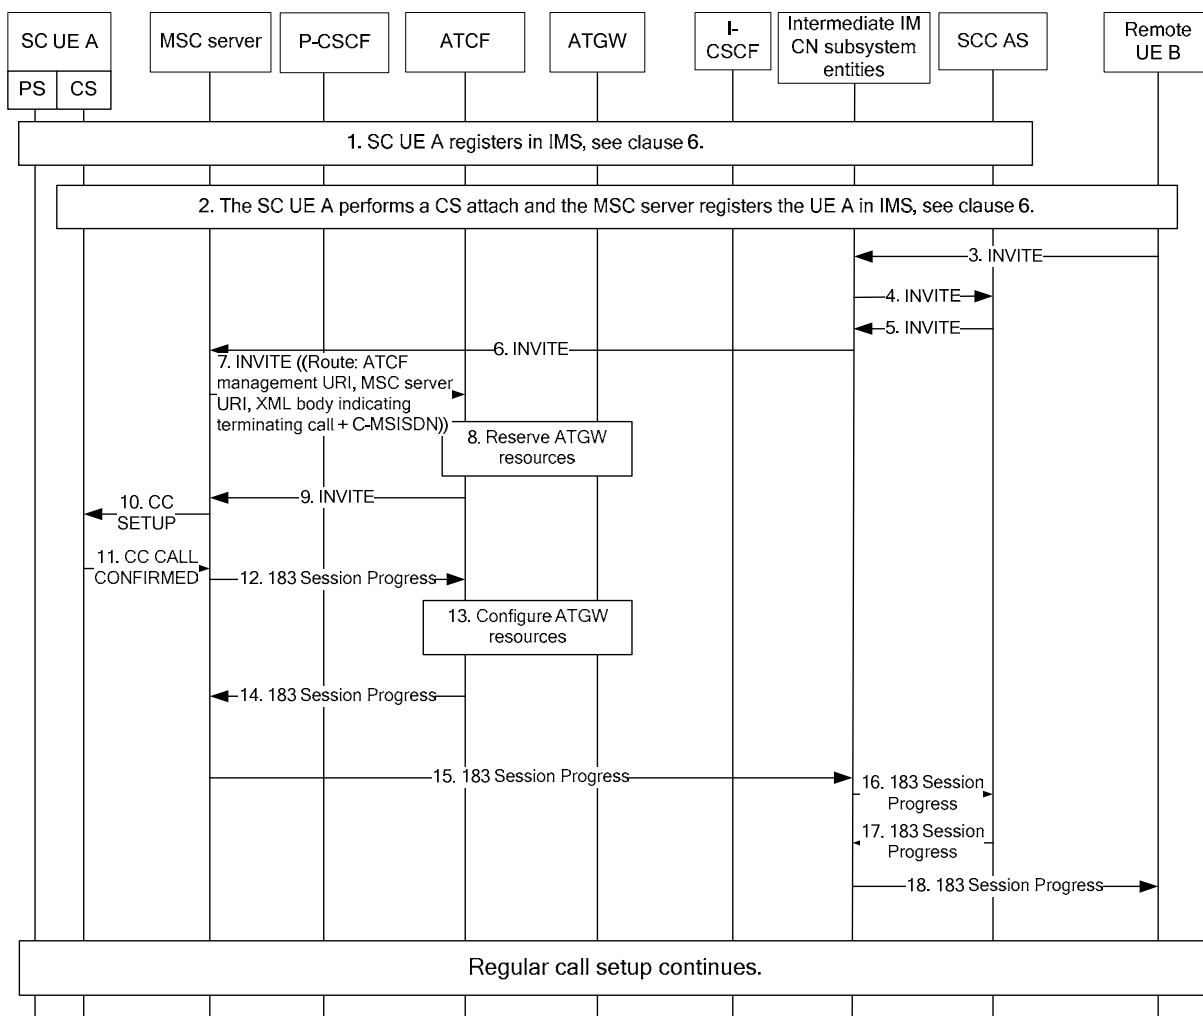 SC UE A
PS
CS
MSC server
P-CSCF
ATCF
ATGW
I-
CSCF
Intermediate IM
CN subsystem
entities
SCC AS
Remote
UE B
1. SC UE A registers in IMS, see clause 6.
2. The SC UE A performs a CS attach and the MSC server registers the UE A in IMS, see clause 6.
3. INVITE
4. INVITE
5. INVITE
6. INVITE
7. INVITE ((Route: ATCF
management URI, MSC server
URI, XML body indicating
terminating call + C-MSISDN))
8. Reserve ATGW
resources
9. INVITE
10. CC
SETUP
11. CC CALL
CONFIRMED
12. 183 Session Progress
13. Configure ATGW
resources
14. 183 Session Progress
15. 183 Session Progress
16. 183 Session
Progress
17. 183 Session
Progress
18. 183 Session Progress
Regular call setup continues.